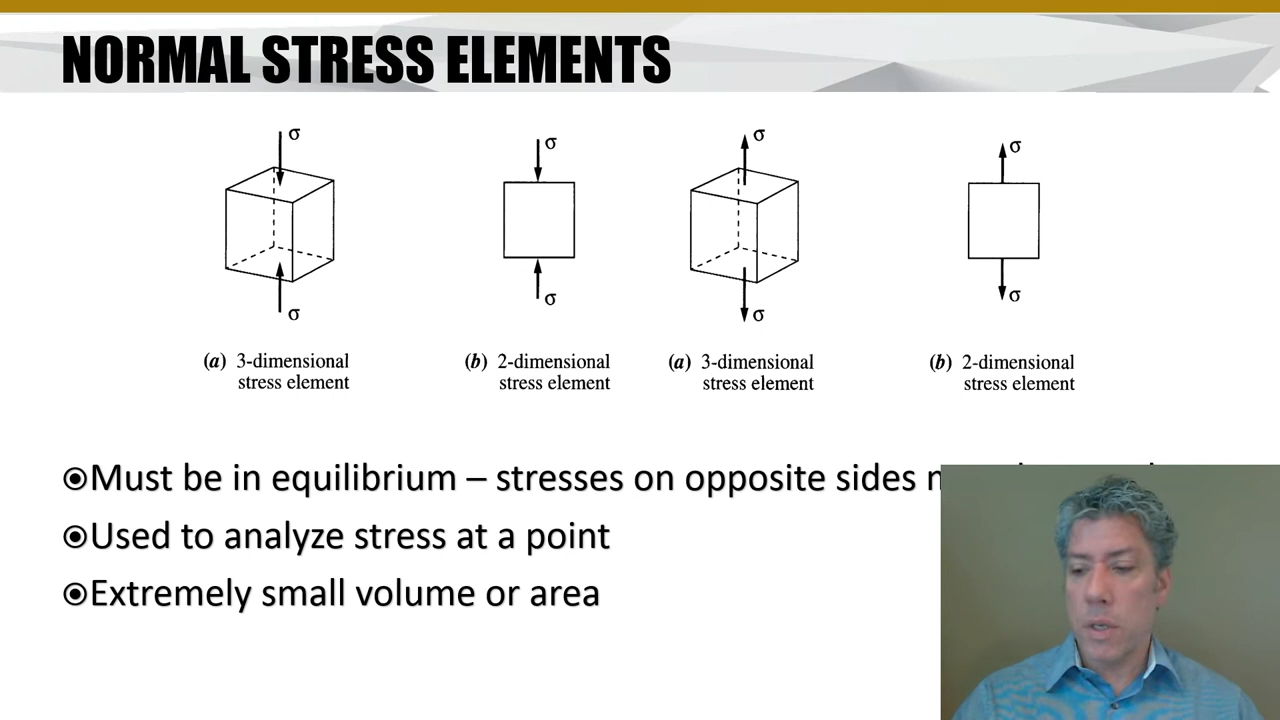 NORMAL STRESS ELEMENTS
σ σ σ σ
σ σ σ σ
(a) 3-dimensional stress element
(b) 2-dimensional stress element
(a) 3-dimensional stress element
(b) 2-dimensional stress element
Must be in equilibrium – stresses on opposite sides
Used to analyze stress at a point
Extremely small volume or area